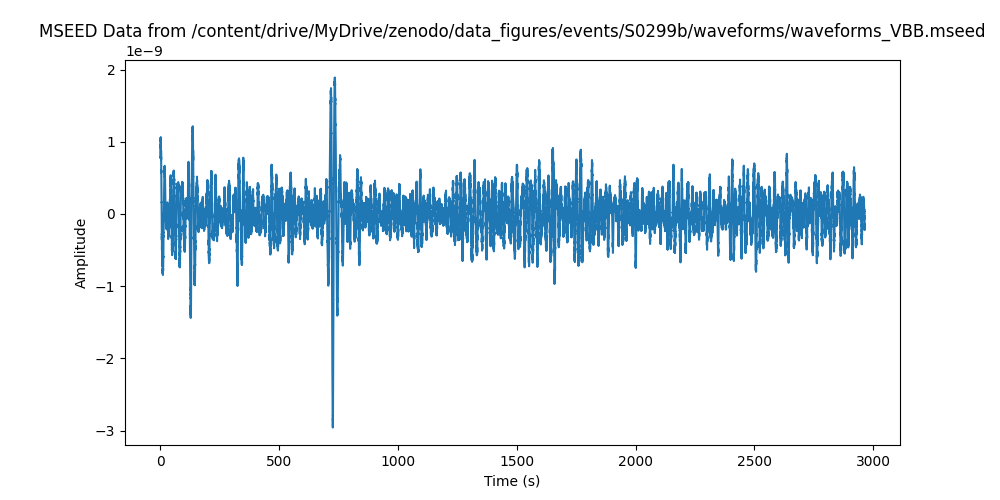 MSEED Data from /content/drive/MyDrive/zenodo/data_figures/events/S0299b/waveforms/waveforms_VBB.mseed
1e−9
2
1
0
−1
−2
−3
Amplitude
0 500 1000 1500 2000 2500 3000
Time (s)